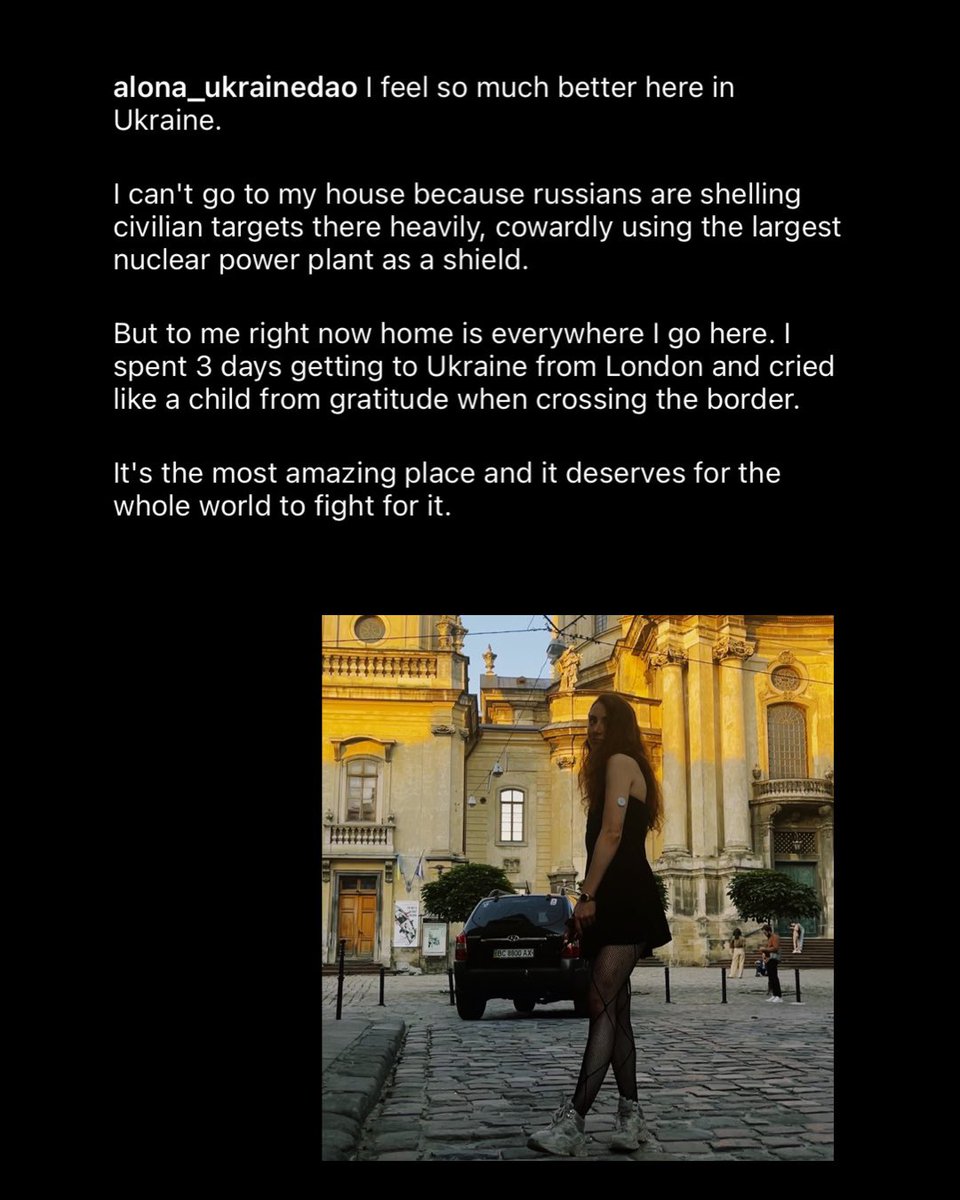 alona_ukrainedao I feel so much better here in
Ukraine.
I can't go to my house because russians are shelling
civilian targets there heavily, cowardly using the largest
nuclear power plant as a shield.
But to me right now home is everywhere I go here. I
spent 3 days getting to Ukraine from London and cried
like a child from gratitude when crossing the border.
It's the most amazing place and it deserves for the
whole world to fight for it.
BC 8800 AX